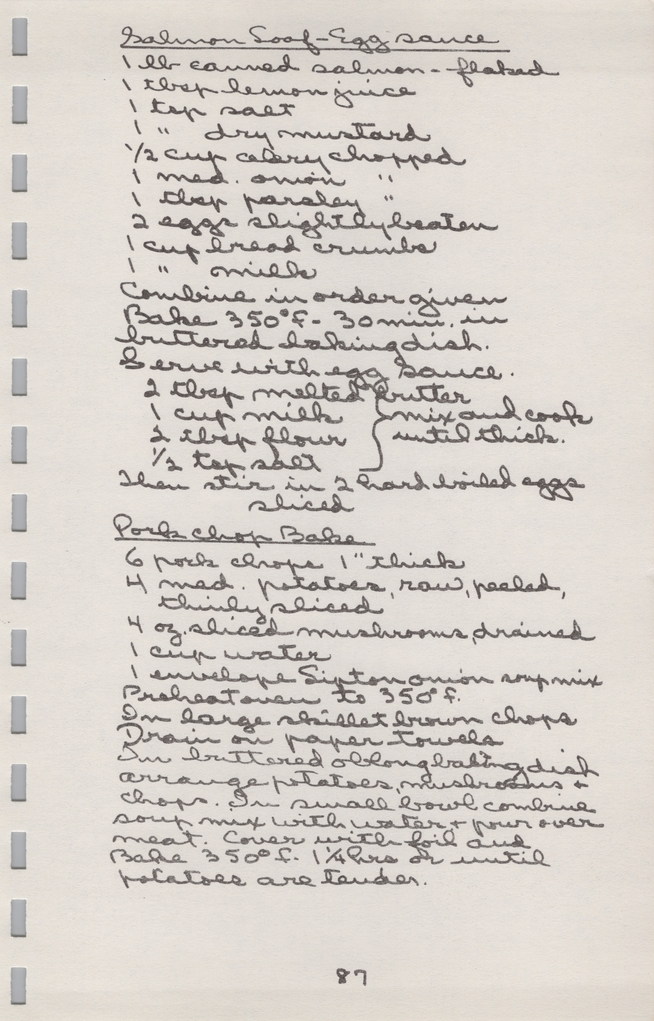 Salmon Loaf - Egg sauce
1 lb canned salmon - flaked
1 tbsp lemon juice
1 tsp salt
1 " dry mustard
1/2 cup celery chopped
1 med. onion "
1 tbsp parsley "
2 eggs slightly beaten
1 cup bread crumbs
1 " milk
Combine in order given
Bake 350°F - 30 min. in
buttered baking dish.
Serve with egg sauce.
2 tbsp melted butter
1 cup milk } mix and cook
2 tbsp flour until thick.
1/2 tsp salt
Then stir in 2 hard boiled eggs
sliced
Pork chop Bake
6 pork chops 1" thick
4 med. potatoes, raw, peeled,
thinly sliced
4 oz. sliced mushrooms, drained
1 cup water
1 envelope Lipton onion soup mix
Preheat oven to 350°F.
In large skillet brown chops
Drain on paper towels
In buttered oblong baking dish
arrange potatoes, mushrooms +
chops. In small bowl combine
soup mix with water + pour over
meat. Cover with foil and
Bake 350°F. 1 1/4 hrs or until
potatoes are tender.
87